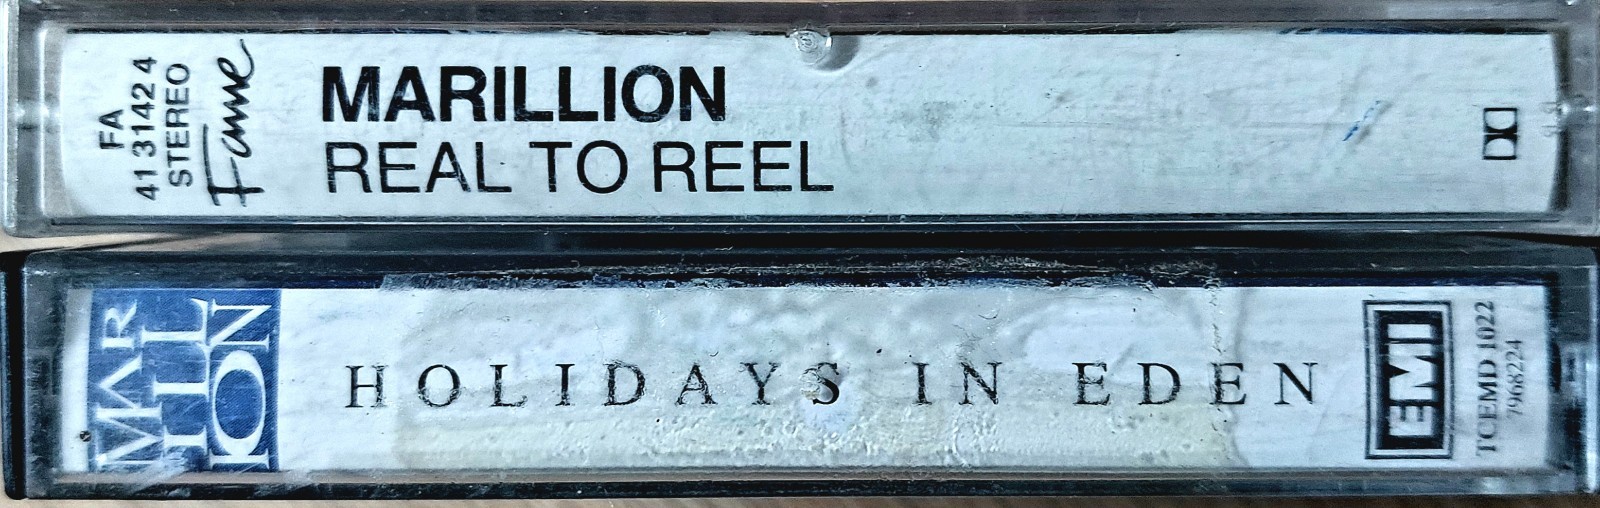 FA
41 3142 4
STEREO
Fame
MARILLION
REAL TO REEL
MAR
ILL
ION
HOLIDAYS IN EDEN
EMI
TCEMD 1022
7968224